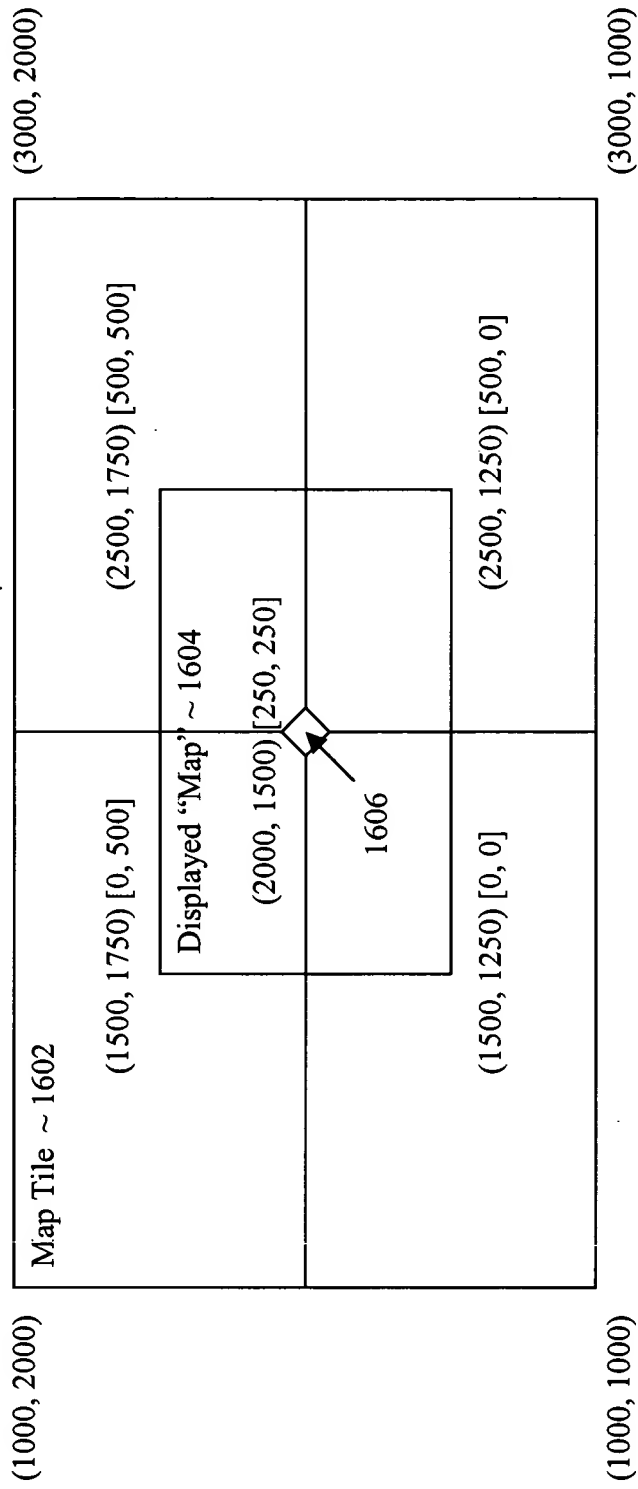 (1000, 2000)
(3000, 2000)
Map Tile ~ 1602
(1500, 1750) [0, 500]
(2500, 1750) [500, 500]
Displayed “Map” ~ 1604
(2000, 1500) [250, 250]
1606
(1500, 1250) [0, 0]
(2500, 1250) [500, 0]
(1000, 1000)
(3000, 1000)